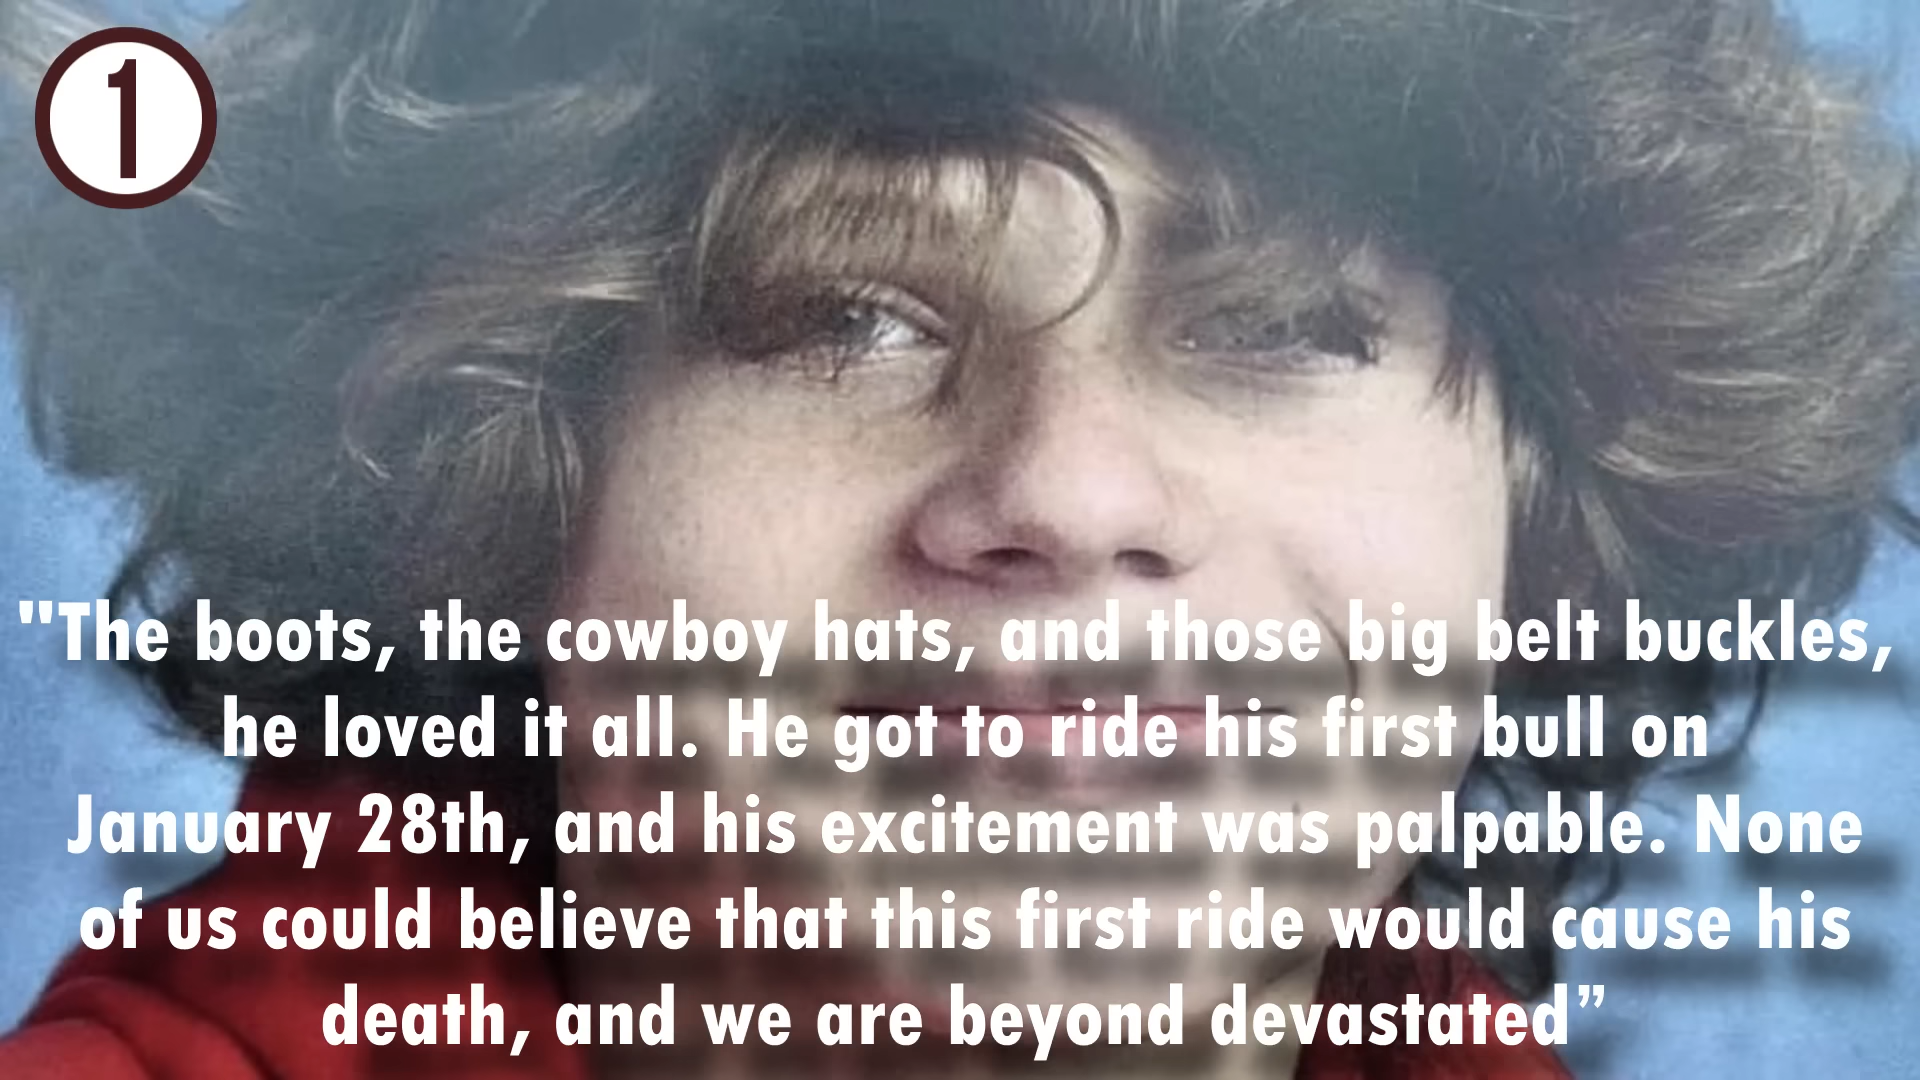 1
"The boots, the cowboy hats, and those big belt buckles,
he loved it all. He got to ride his first bull on
January 28th, and his excitement was palpable. None
of us could believe that this first ride would cause his
death, and we are beyond devastated”